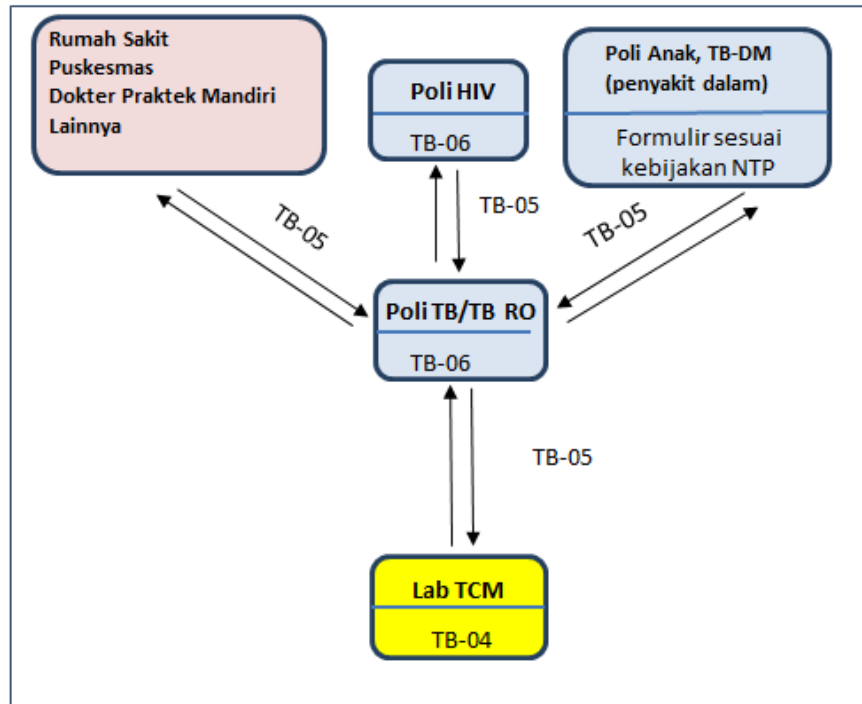 Rumah Sakit
Puskesmas
Dokter Praktek Mandiri
Lainnya
Poli HIV
TB-06
Poli Anak, TB-DM
(penyakit dalam)
Formulir sesuai
kebijakan NTP
TB-05
TB-05
TB-05
Poli TB/TB RO
TB-06
TB-05
Lab TCM
TB-04